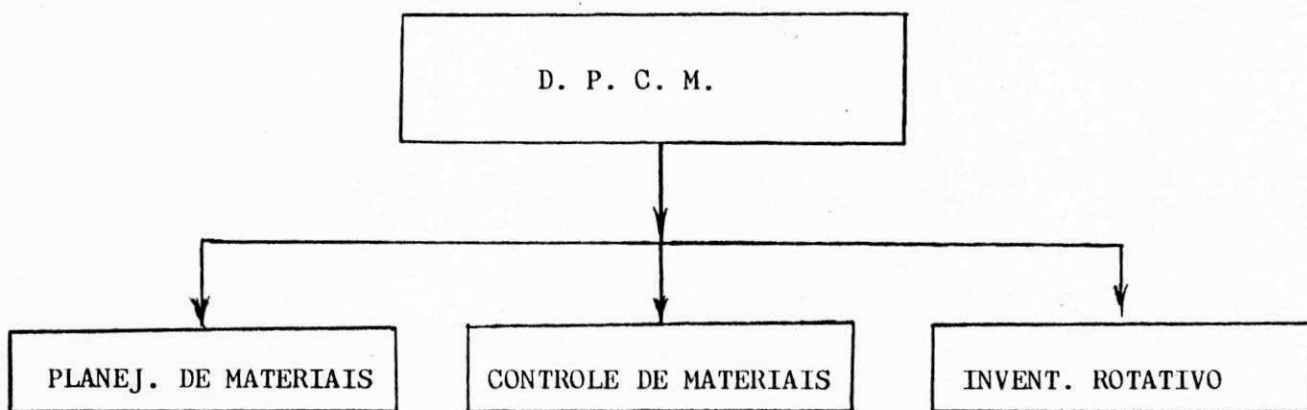 D. P. C. M.
PLANEJ. DE MATERIAIS
CONTROLE DE MATERIAIS
INVENT. ROTATIVO